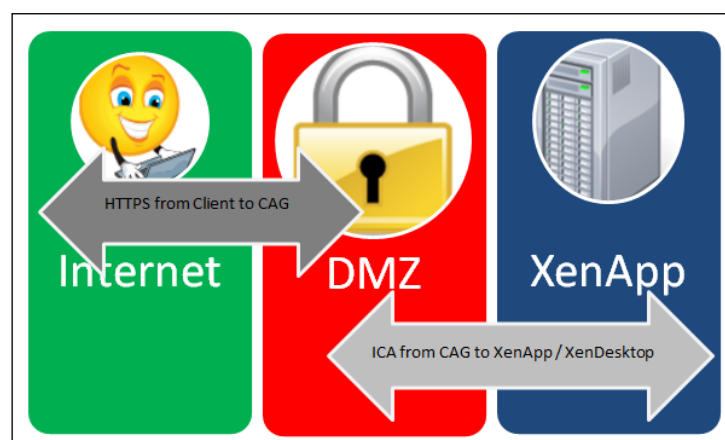 HTTPS from Client to CAG
Internet
DMZ
XenApp
ICA from CAG to XenApp / XenDesktop